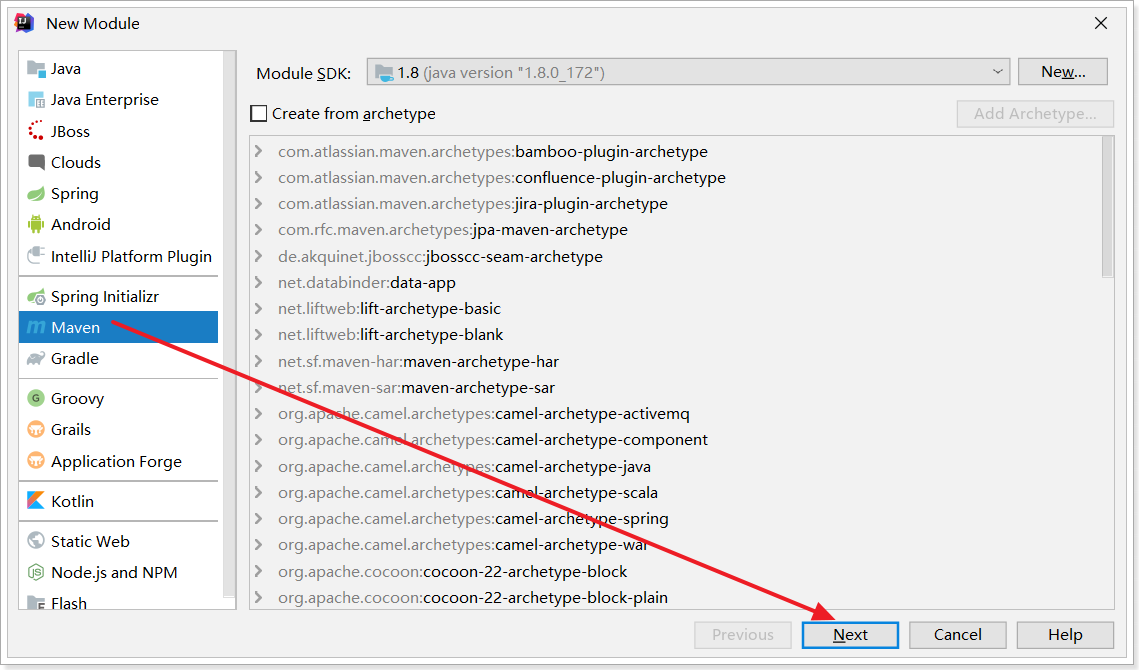 New Module
Java
Java Enterprise
JBoss
Clouds
Spring
Android
IntelliJ Platform Plugin
Spring Initializr
Maven
Gradle
Groovy
Grails
Application Forge
Kotlin
Static Web
Node.js and NPM
Flash
Module SDK: 1.8 (java version "1.8.0_172") New...
Create from archetype Add Archetype...
com.atlassian.maven.archetypes:bamboo-plugin-archetype
com.atlassian.maven.archetypes:confluence-plugin-archetype
com.atlassian.maven.archetypes:jira-plugin-archetype
com.rfc.maven.archetypes:jpa-maven-archetype
de.akquinet.jbosscc:jbosscc-seam-archetype
net.databinder:data-app
net.liftweb:lift-archetype-basic
net.liftweb:lift-archetype-blank
net.sf.maven-har:maven-archetype-har
net.sf.maven-sar:maven-archetype-sar
org.apache.camel.archetypes:camel-archetype-activemq
org.apache.camel.archetypes:camel-archetype-component
org.apache.camel.archetypes:camel-archetype-java
org.apache.camel.archetypes:camel-archetype-scala
org.apache.camel.archetypes:camel-archetype-spring
org.apache.camel.archetypes:camel-archetype-war
org.apache.cocoon:cocoon-22-archetype-block
org.apache.cocoon:cocoon-22-archetype-block-plain
Previous Next Cancel Help